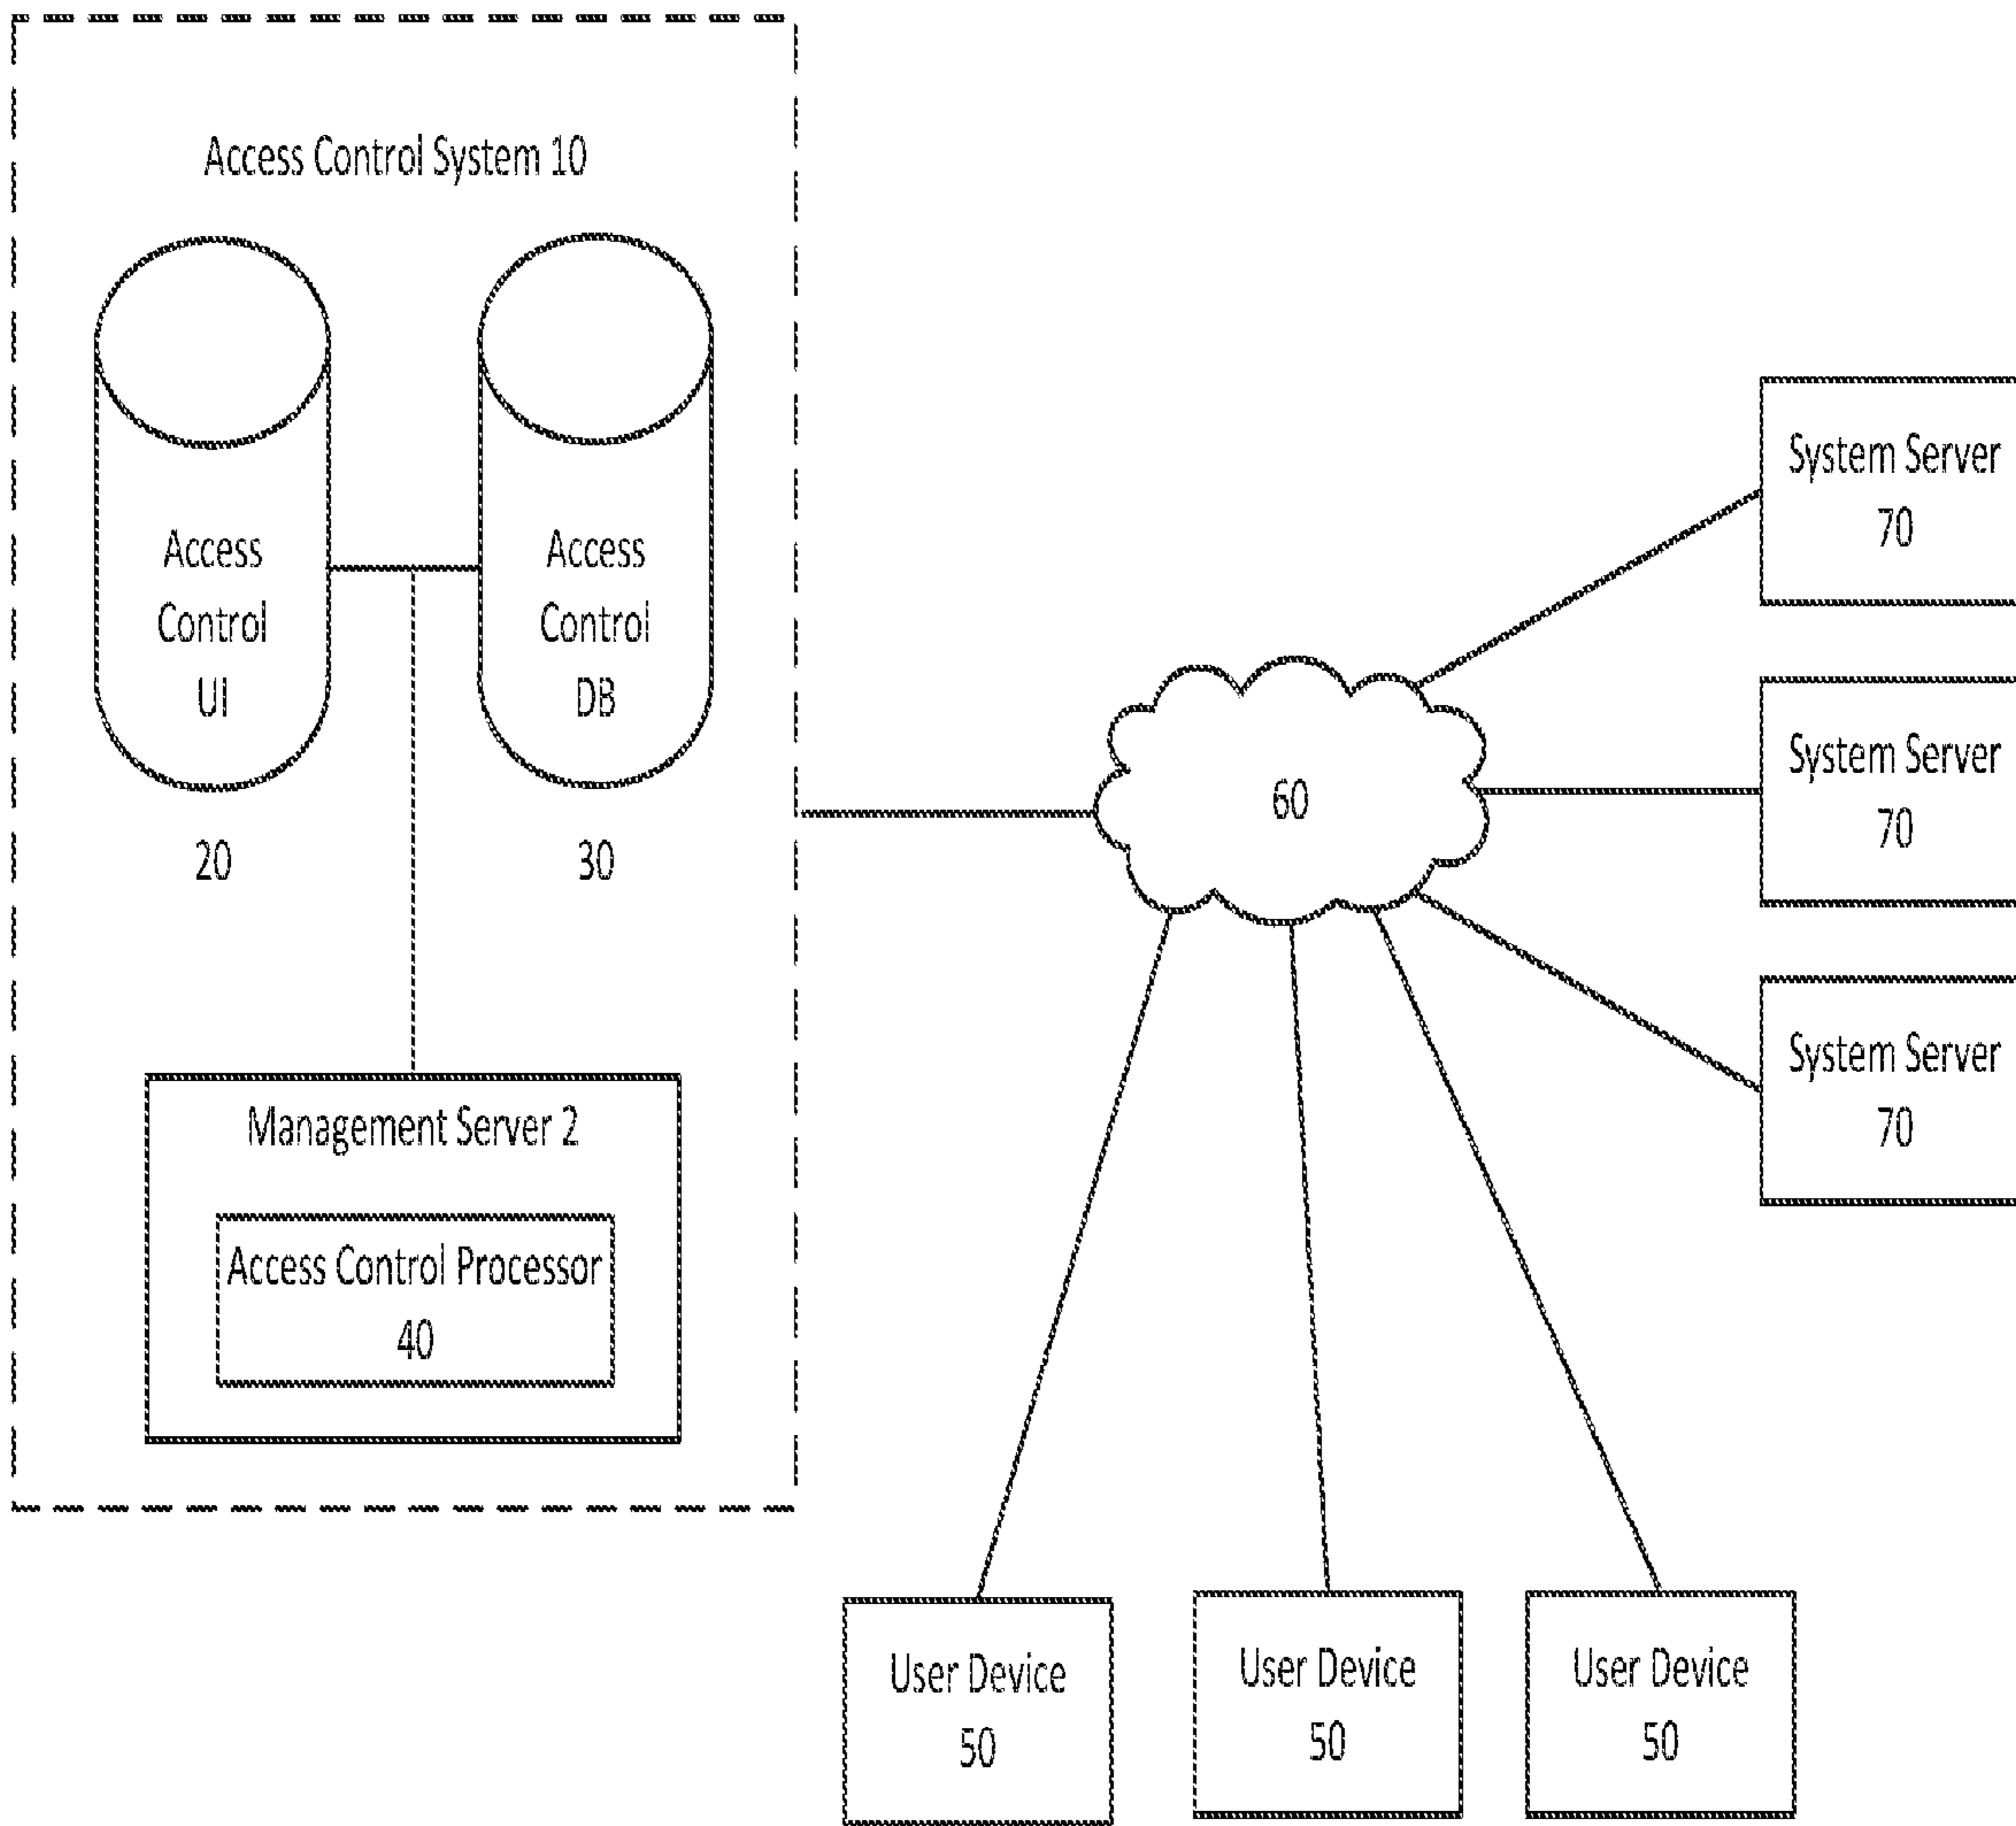 Access Control System 10
Access
Control
UI
20
Access
Control
DB
30
Management Server 2
Access Control Processor
40
60
System Server
70
System Server
70
System Server
70
User Device
50
User Device
50
User Device
50